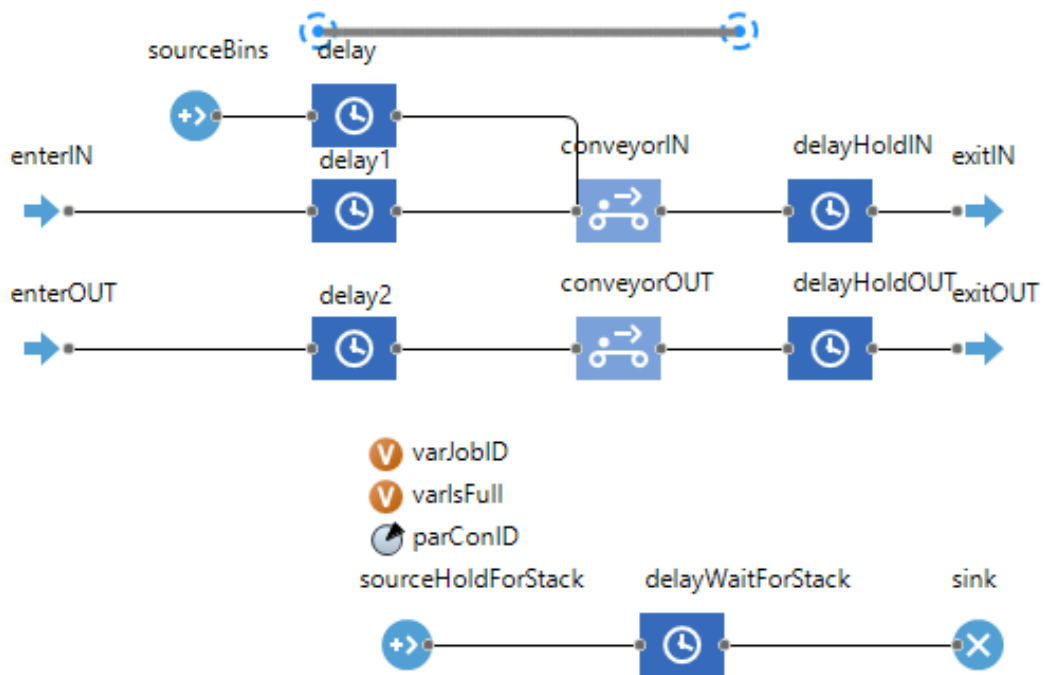 sourceBins delay
enterIN delay1 conveyorIN delayHoldIN exitIN
enterOUT delay2 conveyorOUT delayHoldOUT exitOUT
V varJobID
V varIsFull
parConID
sourceHoldForStack delayWaitForStack sink